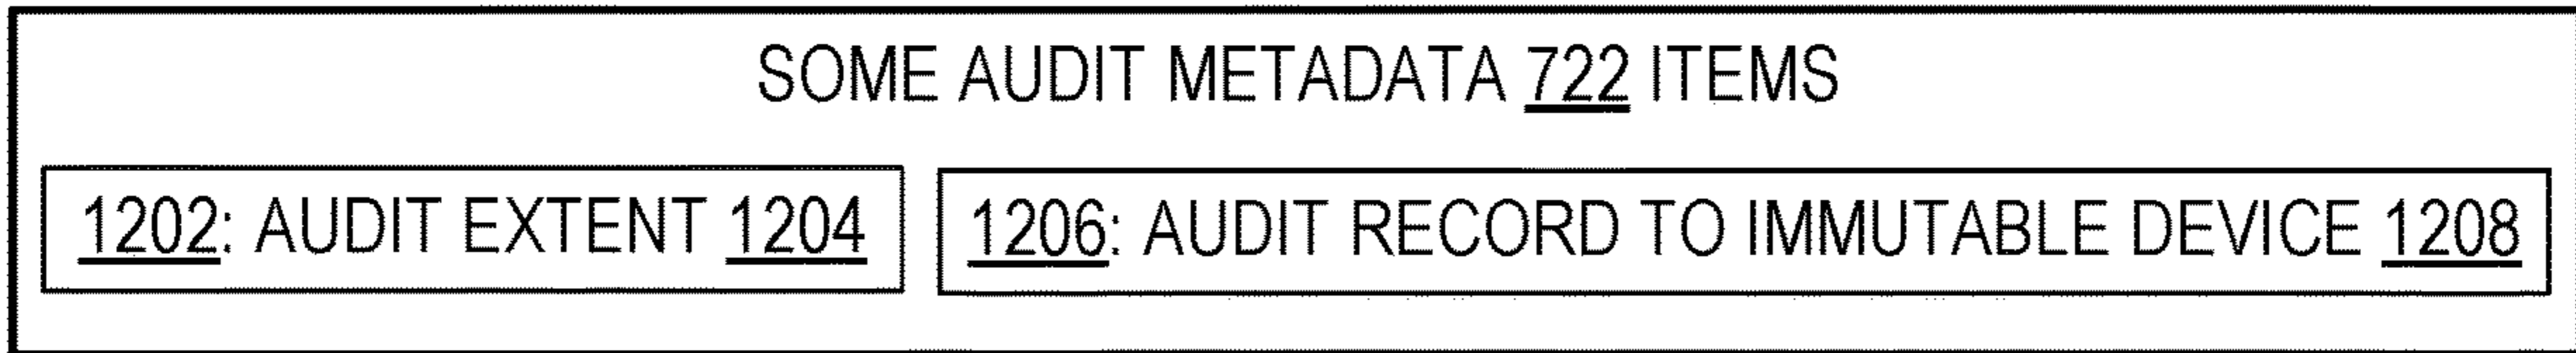 SOME AUDIT METADATA 722 ITEMS
1202: AUDIT EXTENT 1204
1206: AUDIT RECORD TO IMMUTABLE DEVICE 1208